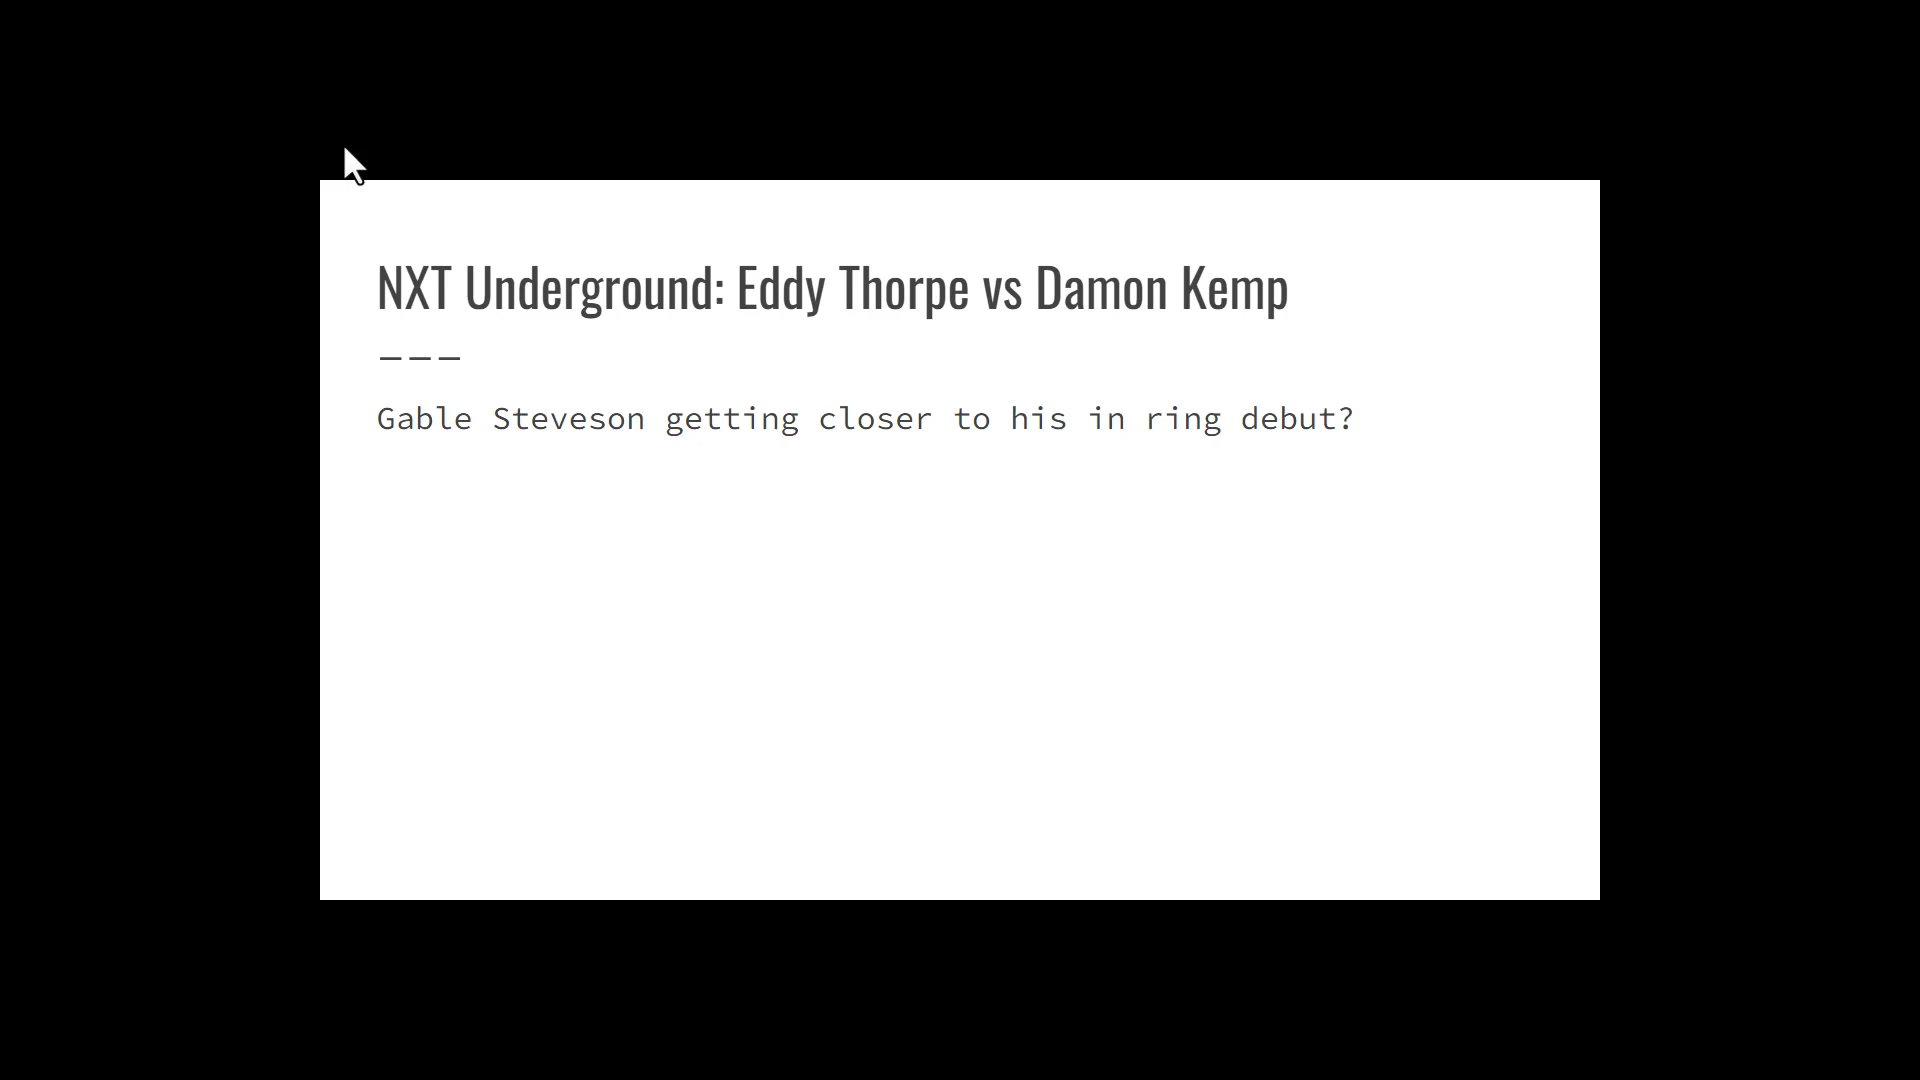 NXT Underground: Eddy Thorpe vs Damon Kemp
———
Gable Steveson getting closer to his in ring debut?